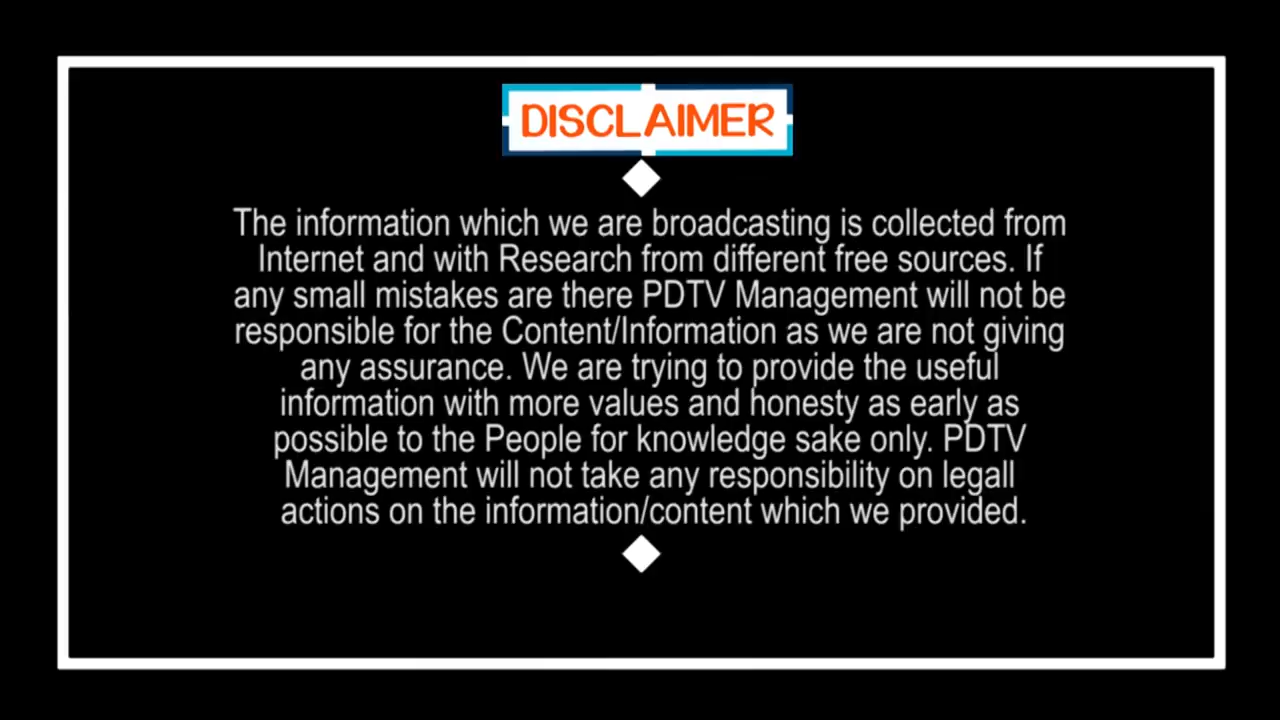 DISCLAIMER
The information which we are broadcasting is collected from
Internet and with Research from different free sources. If
any small mistakes are there PDTV Management will not be
responsible for the Content/Information as we are not giving
any assurance. We are trying to provide the useful
information with more values and honesty as early as
possible to the People for knowledge sake only. PDTV
Management will not take any responsibility on legall
actions on the information/content which we provided.